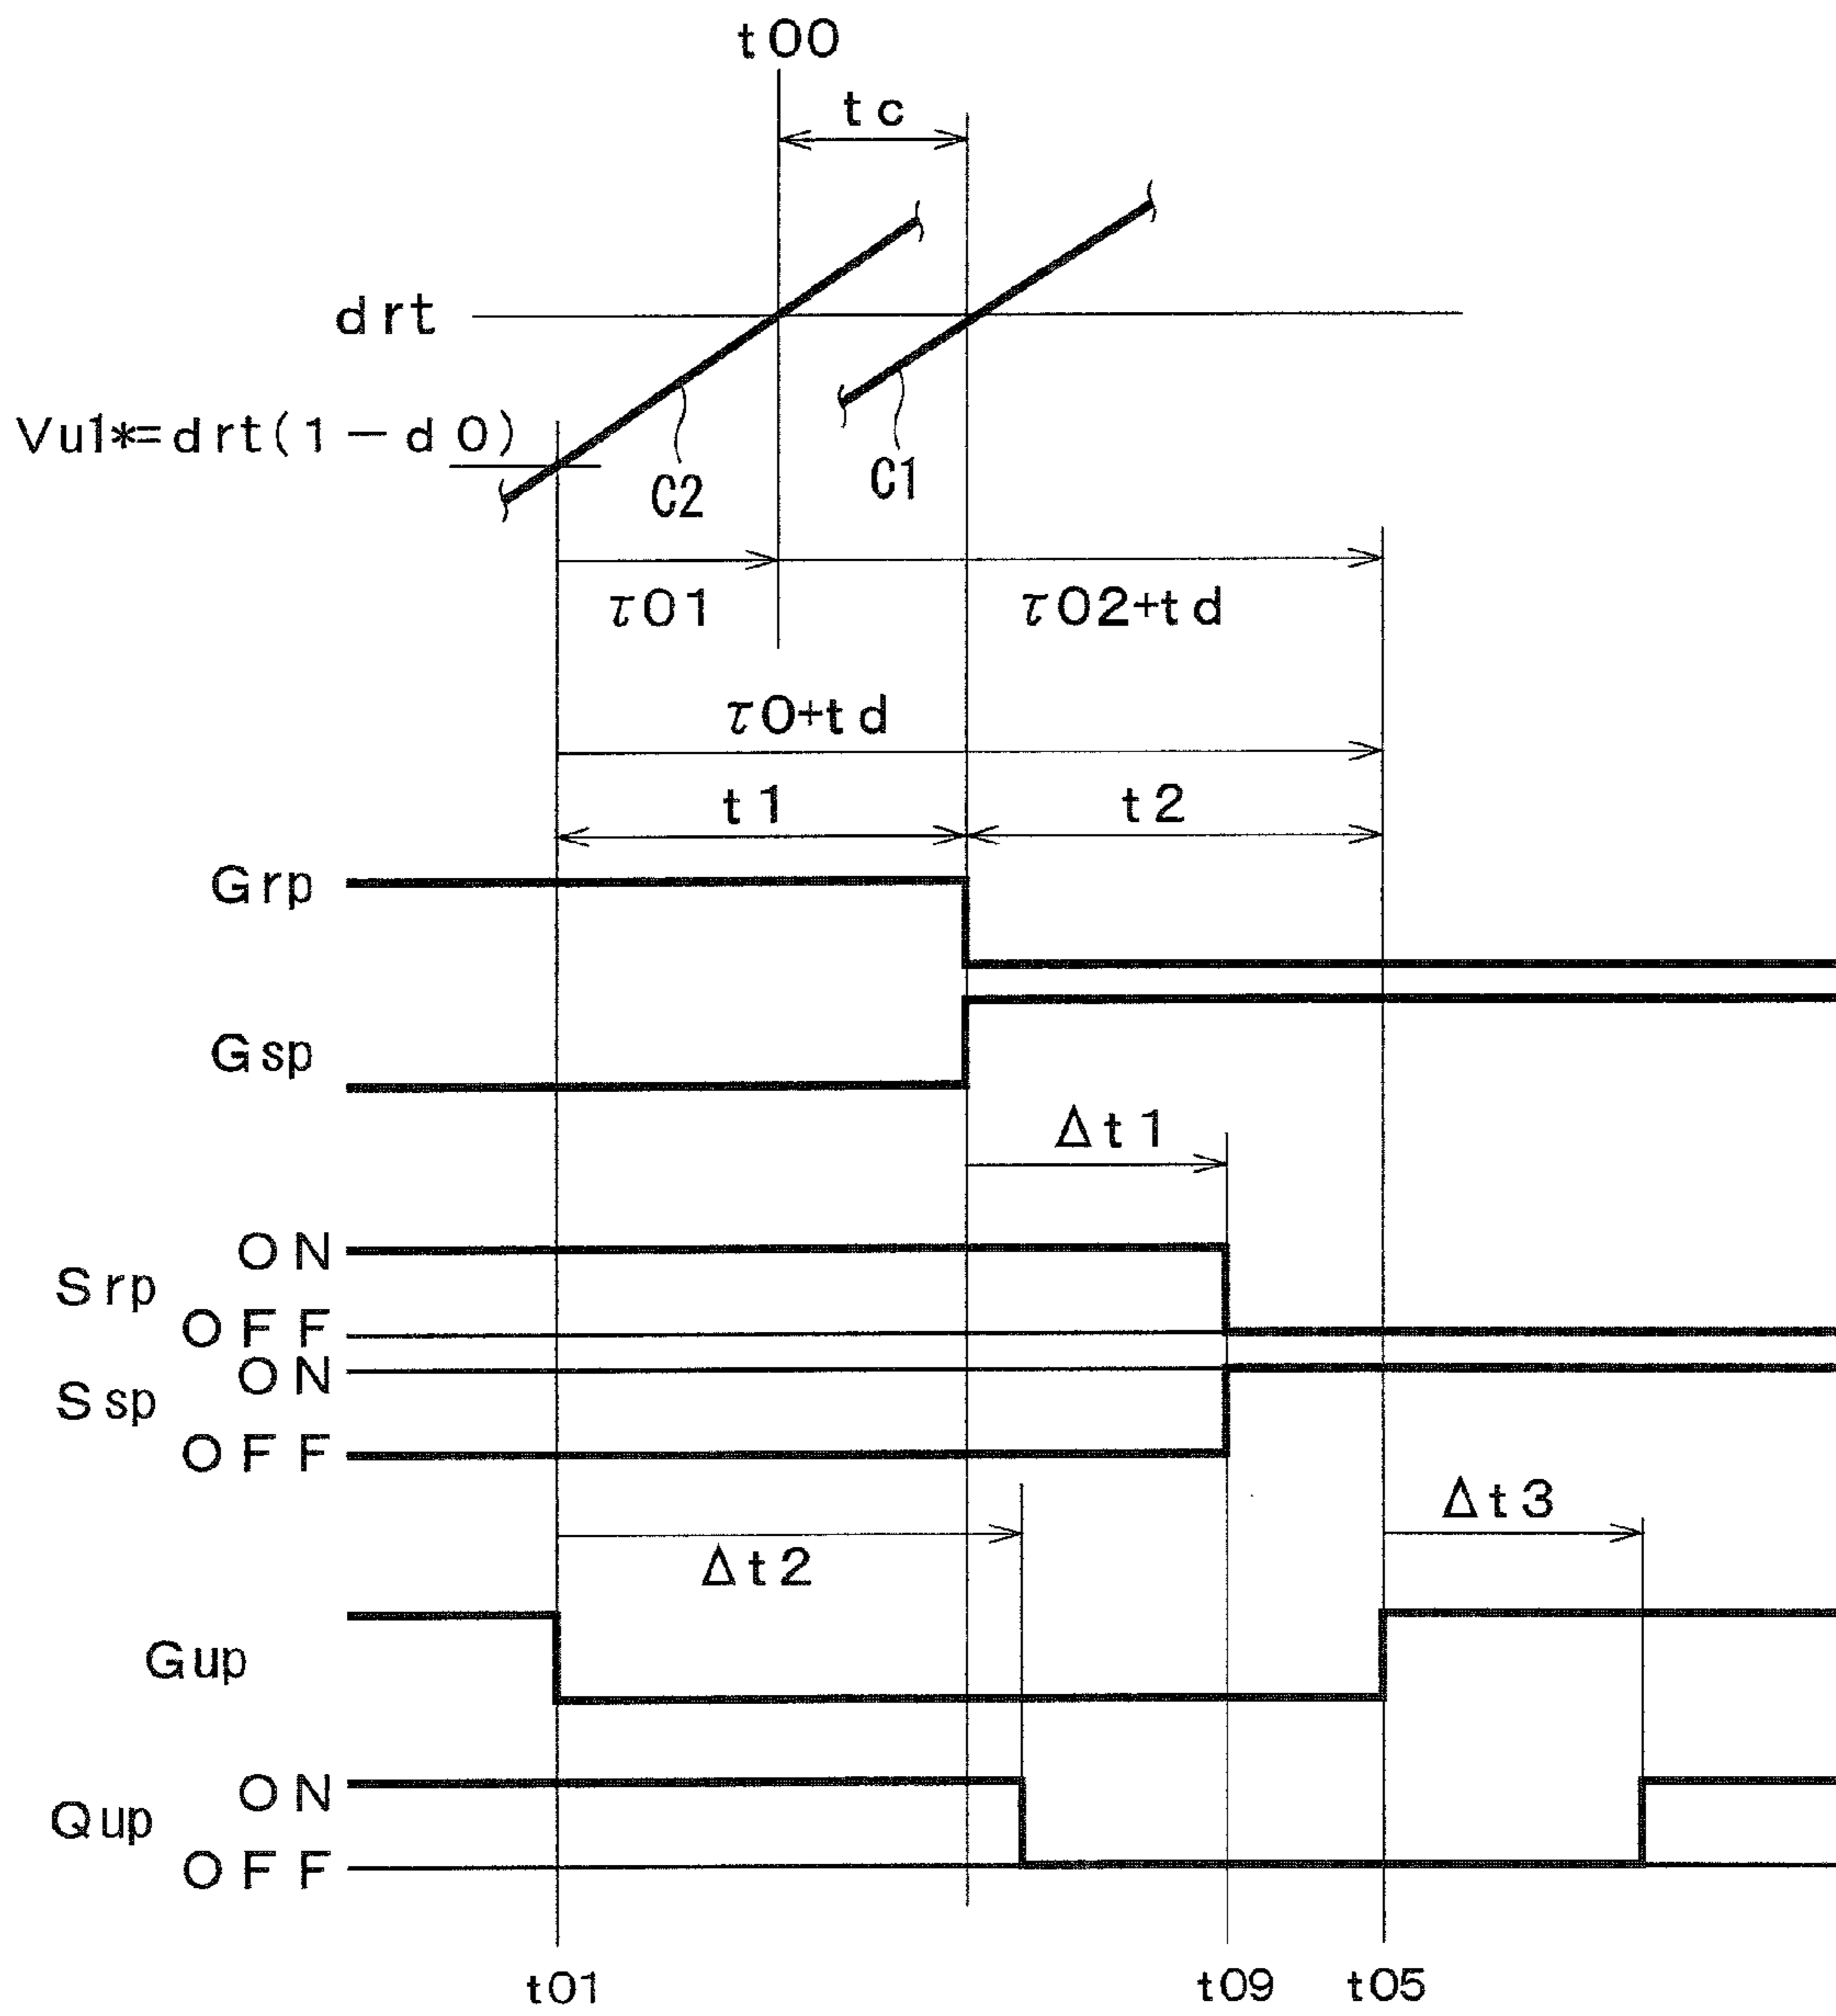 t00
tc
drt
Vul*=drt(1-d0)
C2
C1
τ01
τ02+td
τ0+td
t1
t2
Grp
Gsp
Δt1
ON
Srp
OFF
ON
Ssp
OFF
Δt3
Δt2
Gup
ON
Qup
OFF
t01
t09
t05